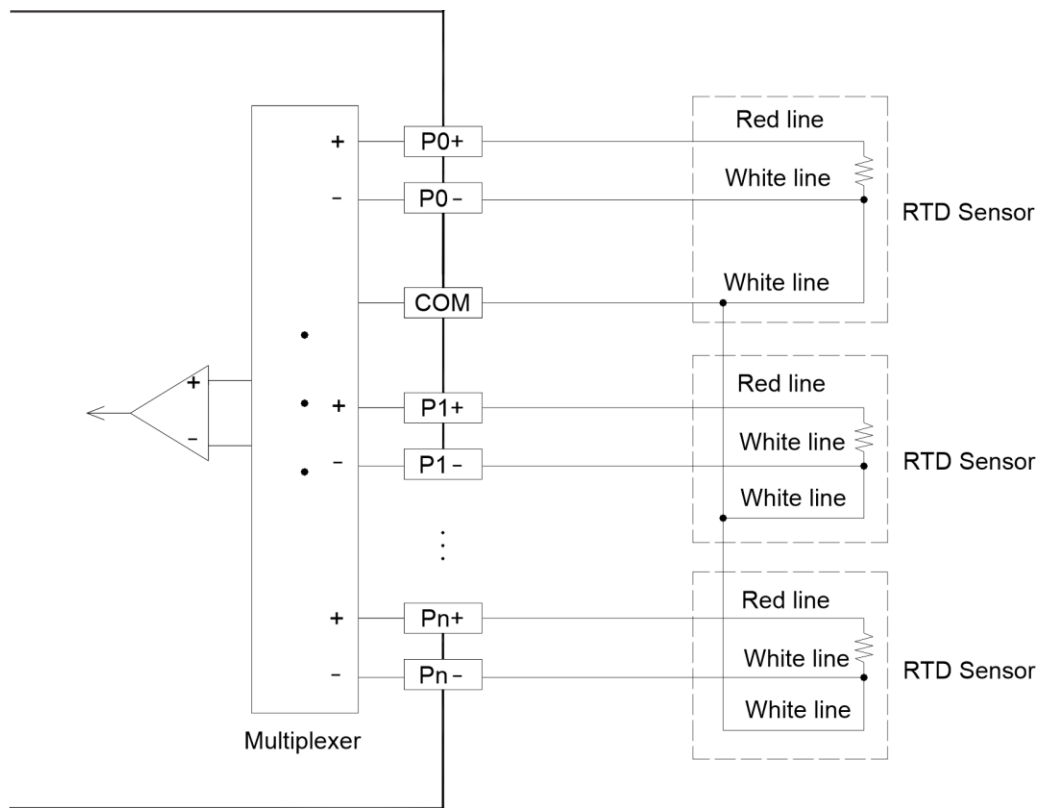 Red line
+ P0+
White line
− P0−
RTD Sensor
White line
COM
Red line
+
+ P1+
White line
−
− P1−
RTD Sensor
White line
Red line
+ Pn+
White line
− Pn−
RTD Sensor
White line
Multiplexer